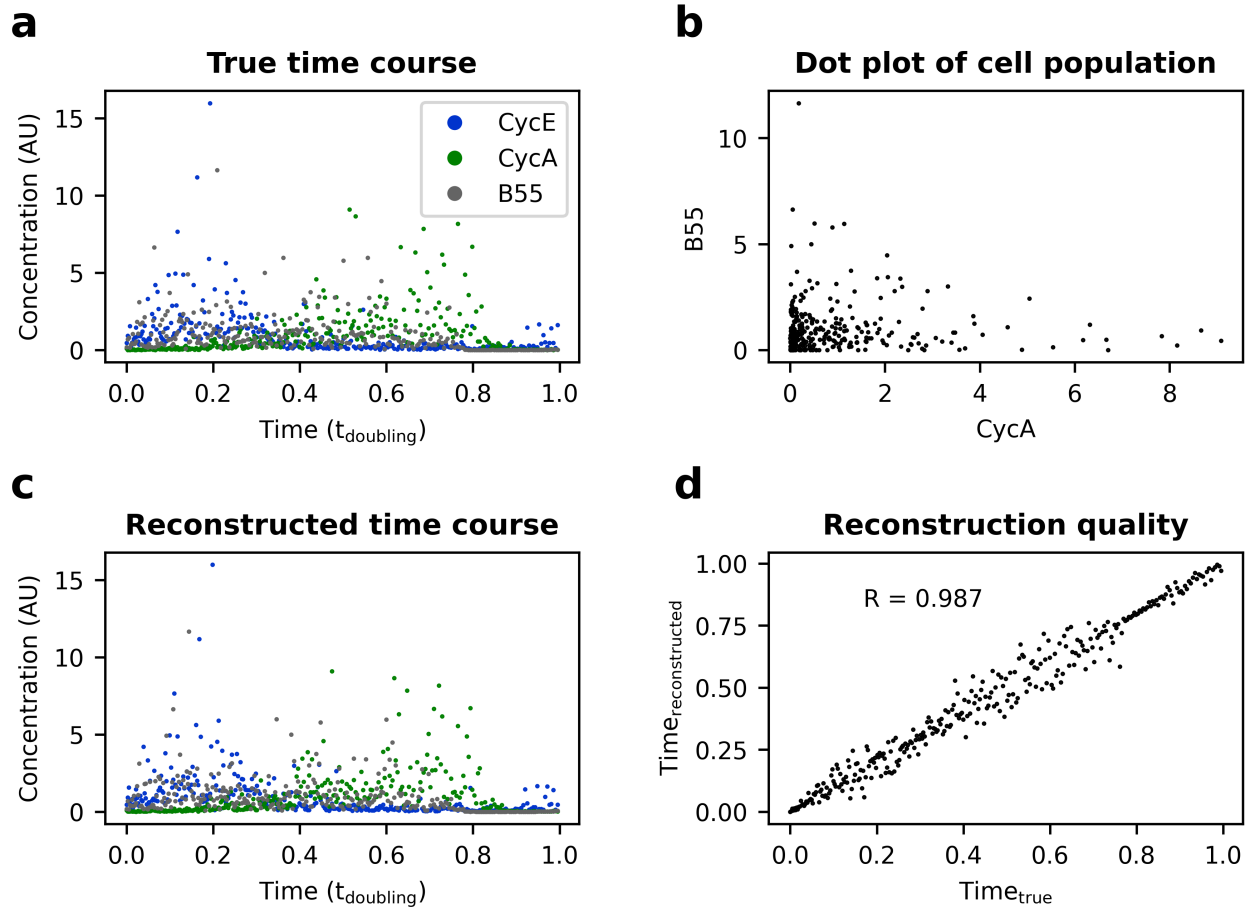 a
True time course
Concentration (AU)
15
10
5
0
CycE
CycA
B55
0.0 0.2 0.4 0.6 0.8 1.0
Time (t_doubling)
b
Dot plot of cell population
B55
10
5
0
0 2 4 6 8
CycA
c
Reconstructed time course
Concentration (AU)
15
10
5
0
0.0 0.2 0.4 0.6 0.8 1.0
Time (t_doubling)
d
Reconstruction quality
Time_reconstructed
1.00
0.75
0.50
0.25
0.00
R = 0.987
0.0 0.2 0.4 0.6 0.8 1.0
Time_true